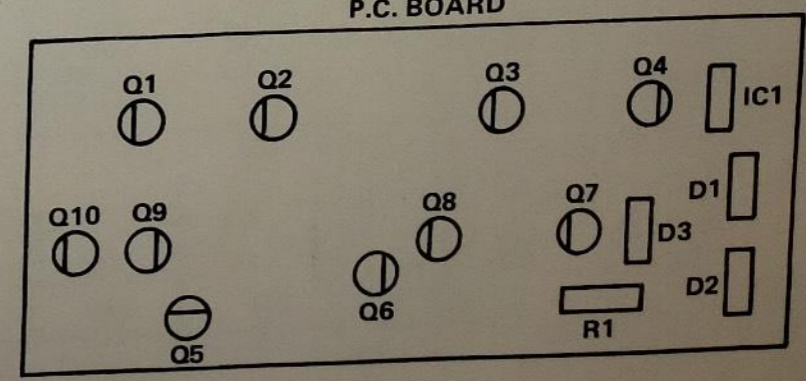 P.C. BOARD
Q1 Q2 Q3 Q4
IC1
D1
Q10 Q9 Q8 Q7
D3
D2
Q6
R1
Q5